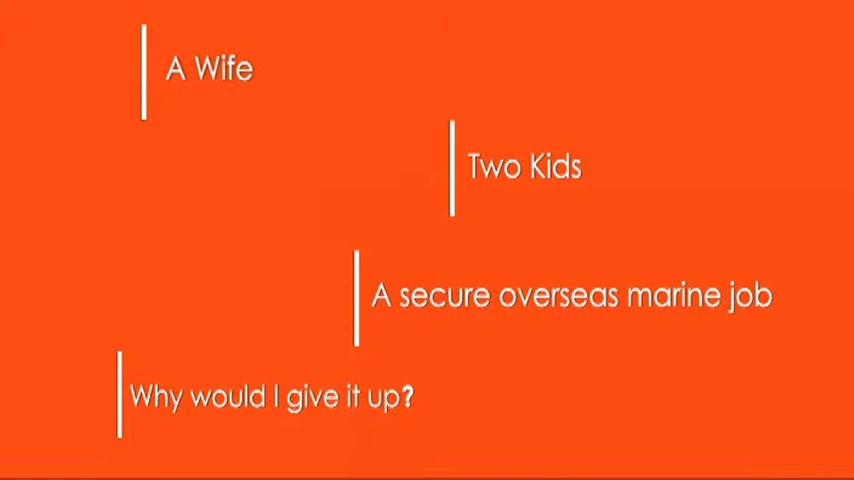 A Wife
Two Kids
A secure overseas marine job
Why would I give it up?